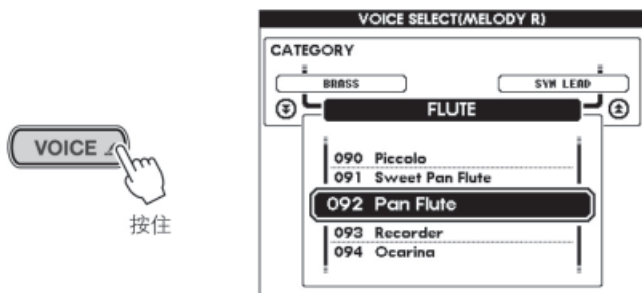 VOICE SELECT(MELODY R)
CATEGORY
BRASS
SYN LEAD
FLUTE
090 Piccolo
091 Sweet Pan Flute
092 Pan Flute
093 Recorder
094 Ocarina
VOICE
按住